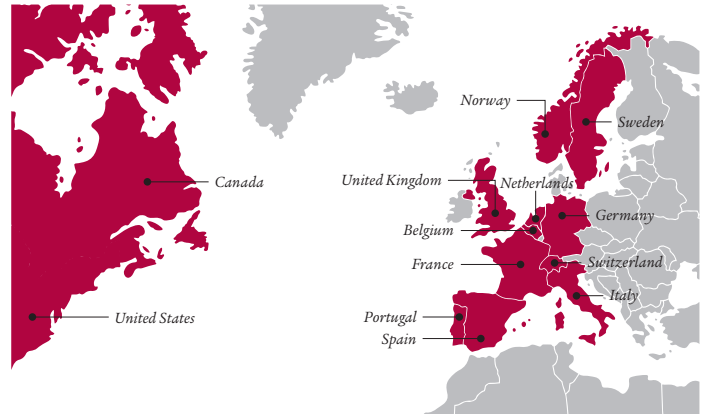 Norway
Sweden
Canada
United Kingdom
Netherlands
Germany
Belgium
France
Switzerland
Italy
United States
Portugal
Spain